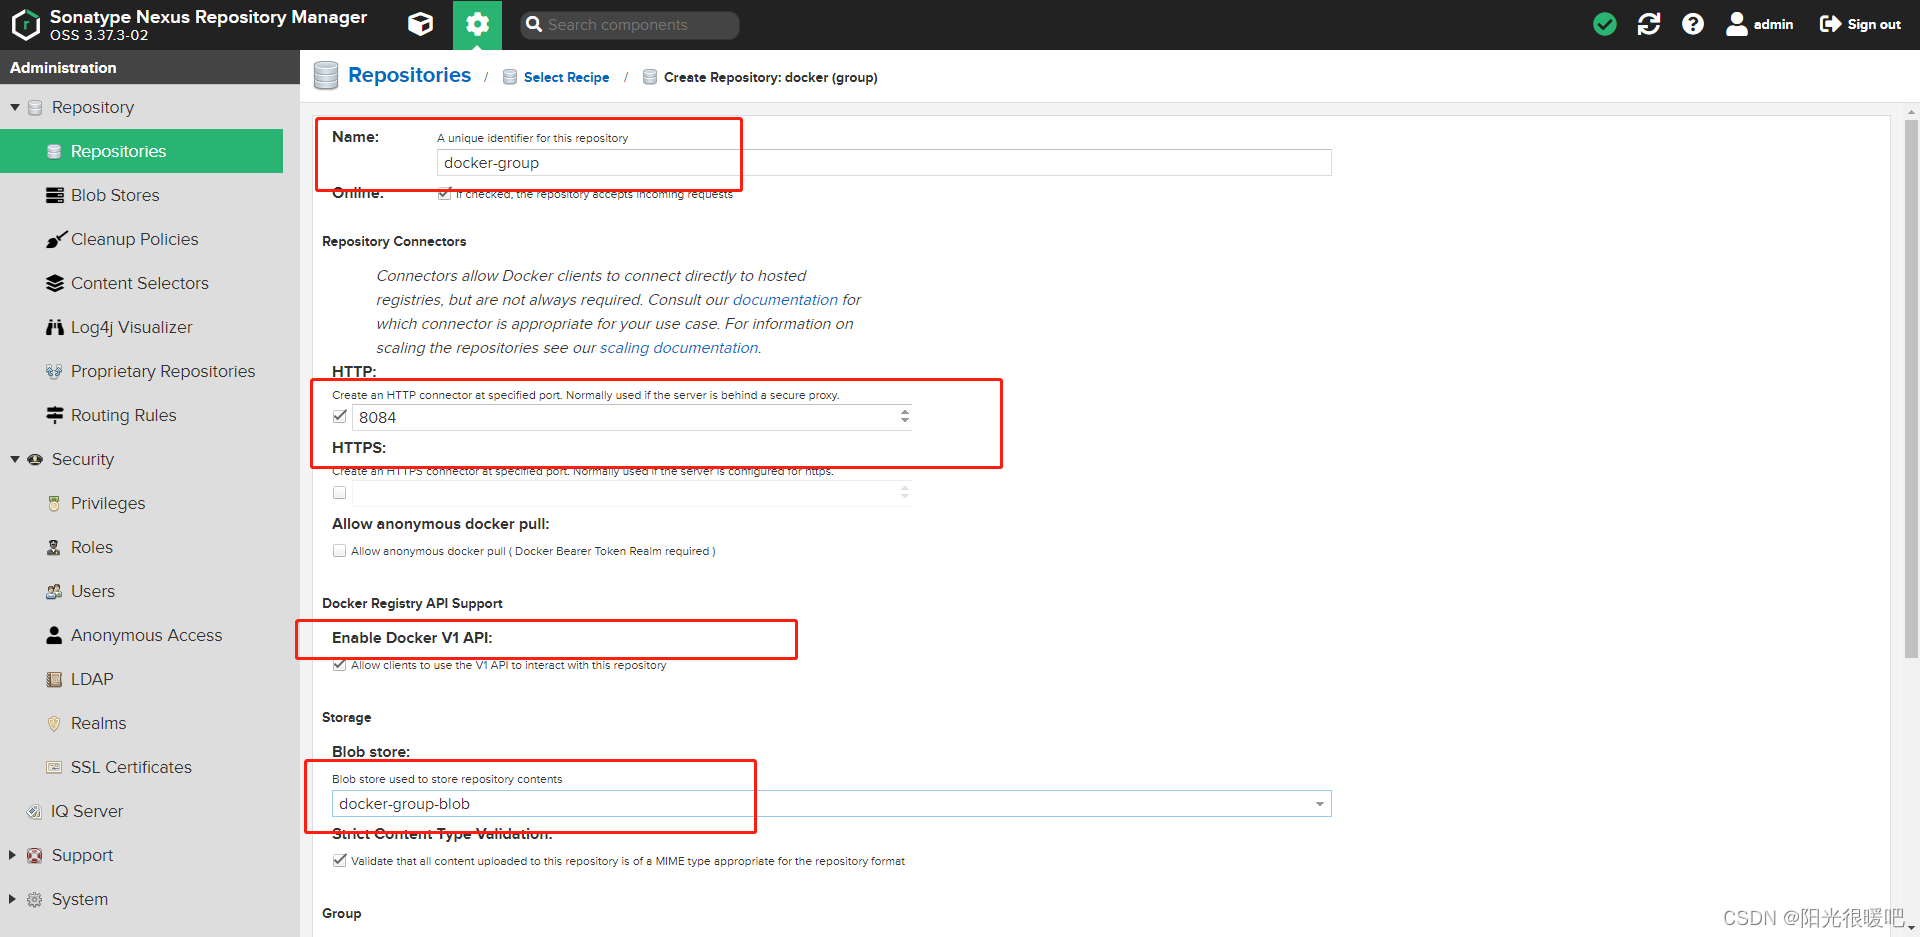 Sonatype Nexus Repository Manager
OSS 3.37.3-02
Search components
admin
Sign out
Administration
Repository
Repositories
Blob Stores
Cleanup Policies
Content Selectors
Log4j Visualizer
Proprietary Repositories
Routing Rules
Security
Privileges
Roles
Users
Anonymous Access
LDAP
Realms
SSL Certificates
IQ Server
Support
System
Repositories / Select Recipe / Create Repository: docker (group)
Name:
A unique identifier for this repository
docker-group
Online:
If checked, the repository accepts incoming requests
Repository Connectors
Connectors allow Docker clients to connect directly to hosted
registries, but are not always required. Consult our documentation for
which connector is appropriate for your use case. For information on
scaling the repositories see our scaling documentation.
HTTP:
Create an HTTP connector at specified port. Normally used if the server is behind a secure proxy.
8084
HTTPS:
Create an HTTPS connector at specified port. Normally used if the server is configured for https.
Allow anonymous docker pull:
Allow anonymous docker pull ( Docker Bearer Token Realm required )
Docker Registry API Support
Enable Docker V1 API:
Allow clients to use the V1 API to interact with this repository
Storage
Blob store:
Blob store used to store repository contents
docker-group-blob
Strict Content Type Validation:
Validate that all content uploaded to this repository is of a MIME type appropriate for the repository format
Group
CSDN @阳光很暖吧